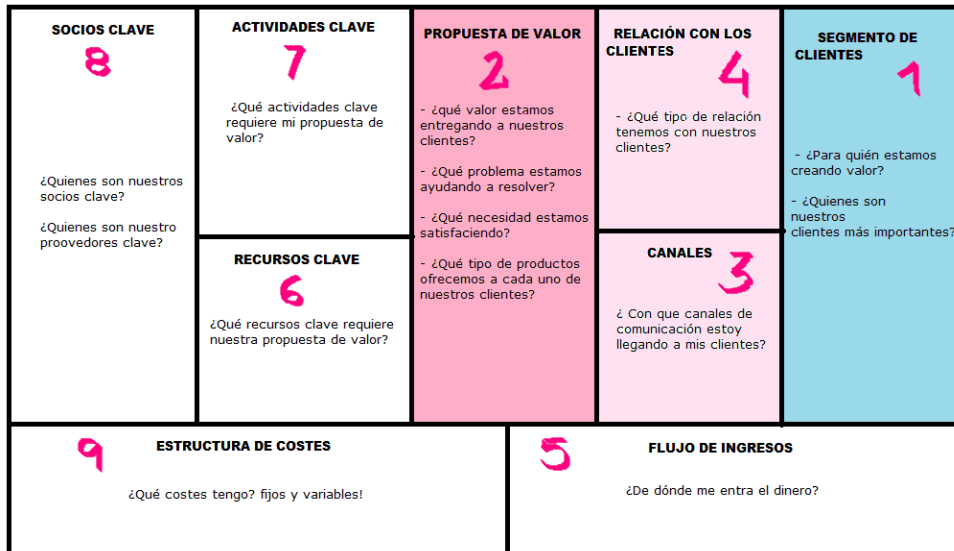 SOCIOS CLAVE
8
¿Quienes son nuestros
socios clave?
¿Quienes son nuestro
proovedores clave?
ACTIVIDADES CLAVE
7
¿Qué actividades clave
requiere mi propuesta de
valor?
RECURSOS CLAVE
6
¿Qué recursos clave requiere
nuestra propuesta de valor?
PROPUESTA DE VALOR
2
- ¿qué valor estamos
entregando a nuestros
clientes?
- ¿Qué problema estamos
ayudando a resolver?
- ¿Qué necesidad estamos
satisfaciendo?
- ¿Qué tipo de productos
ofrecemos a cada uno de
nuestros clientes?
RELACIÓN CON LOS
CLIENTES
4
- ¿Qué tipo de relación
tenemos con nuestros
clientes?
CANALES
3
¿ Con que canales de
comunicación estoy
llegando a mis clientes?
SEGMENTO DE
CLIENTES
1
- ¿Para quién estamos
creando valor?
- ¿Quienes son
nuestros
clientes más importantes?
9
ESTRUCTURA DE COSTES
¿Qué costes tengo? fijos y variables!
5
FLUJO DE INGRESOS
¿De dónde me entra el dinero?